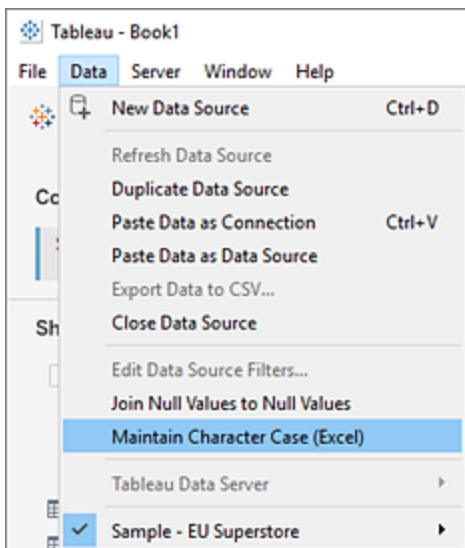 Tableau - Book1
File Data Server Window Help
New Data Source Ctrl+D
Refresh Data Source
Duplicate Data Source
Co
Paste Data as Connection Ctrl+V
Paste Data as Data Source
Export Data to CSV...
Sh
Close Data Source
Edit Data Source Filters...
Join Null Values to Null Values
Maintain Character Case (Excel)
Tableau Data Server
Sample - EU Superstore